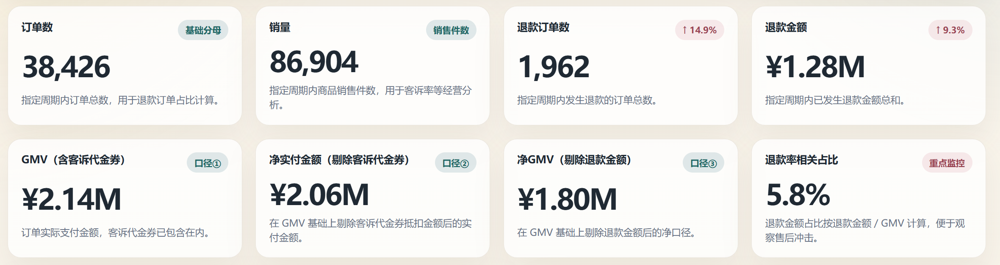 订单数
基础分母
38,426
指定周期内订单总数，用于退款订单占比计算。
销量
销售件数
86,904
指定周期内商品销售件数，用于客诉率等经营分
析。
退款订单数
↑ 14.9%
1,962
指定周期内发生退款的订单总数。
退款金额
↑ 9.3%
¥1.28M
指定周期内已发生退款金额总和。
GMV（含客诉代金券）
口径①
¥2.14M
订单实际支付金额，客诉代金券已包含在内。
净实付金额（剔除客诉代金券）
口径②
¥2.06M
在 GMV 基础上剔除客诉代金券抵扣金额后的实
付金额。
净GMV（剔除退款金额）
口径③
¥1.80M
在 GMV 基础上剔除退款金额后的净口径。
退款率相关占比
重点监控
5.8%
退款金额占比按退款金额 / GMV 计算，便于观
察售后冲击。